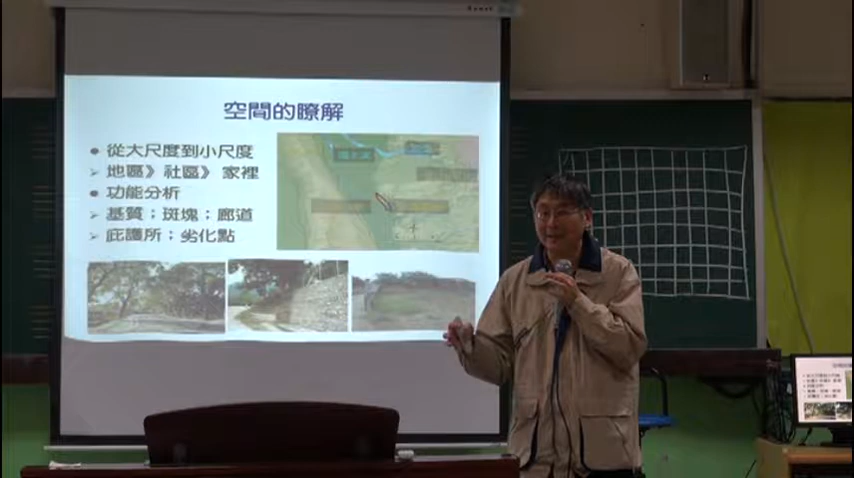 空間的瞭解
● 從大尺度到小尺度
➢ 地區》社區》家裡
● 功能分析
➢ 基質；斑塊；廊道
➢ 庇護所；劣化點